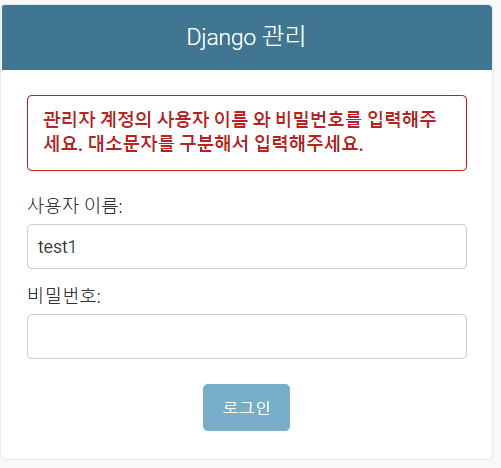 Django 관리
관리자 계정의 사용자 이름 와 비밀번호를 입력해주
세요. 대소문자를 구분해서 입력해주세요.
사용자 이름:
test1
비밀번호:
로그인